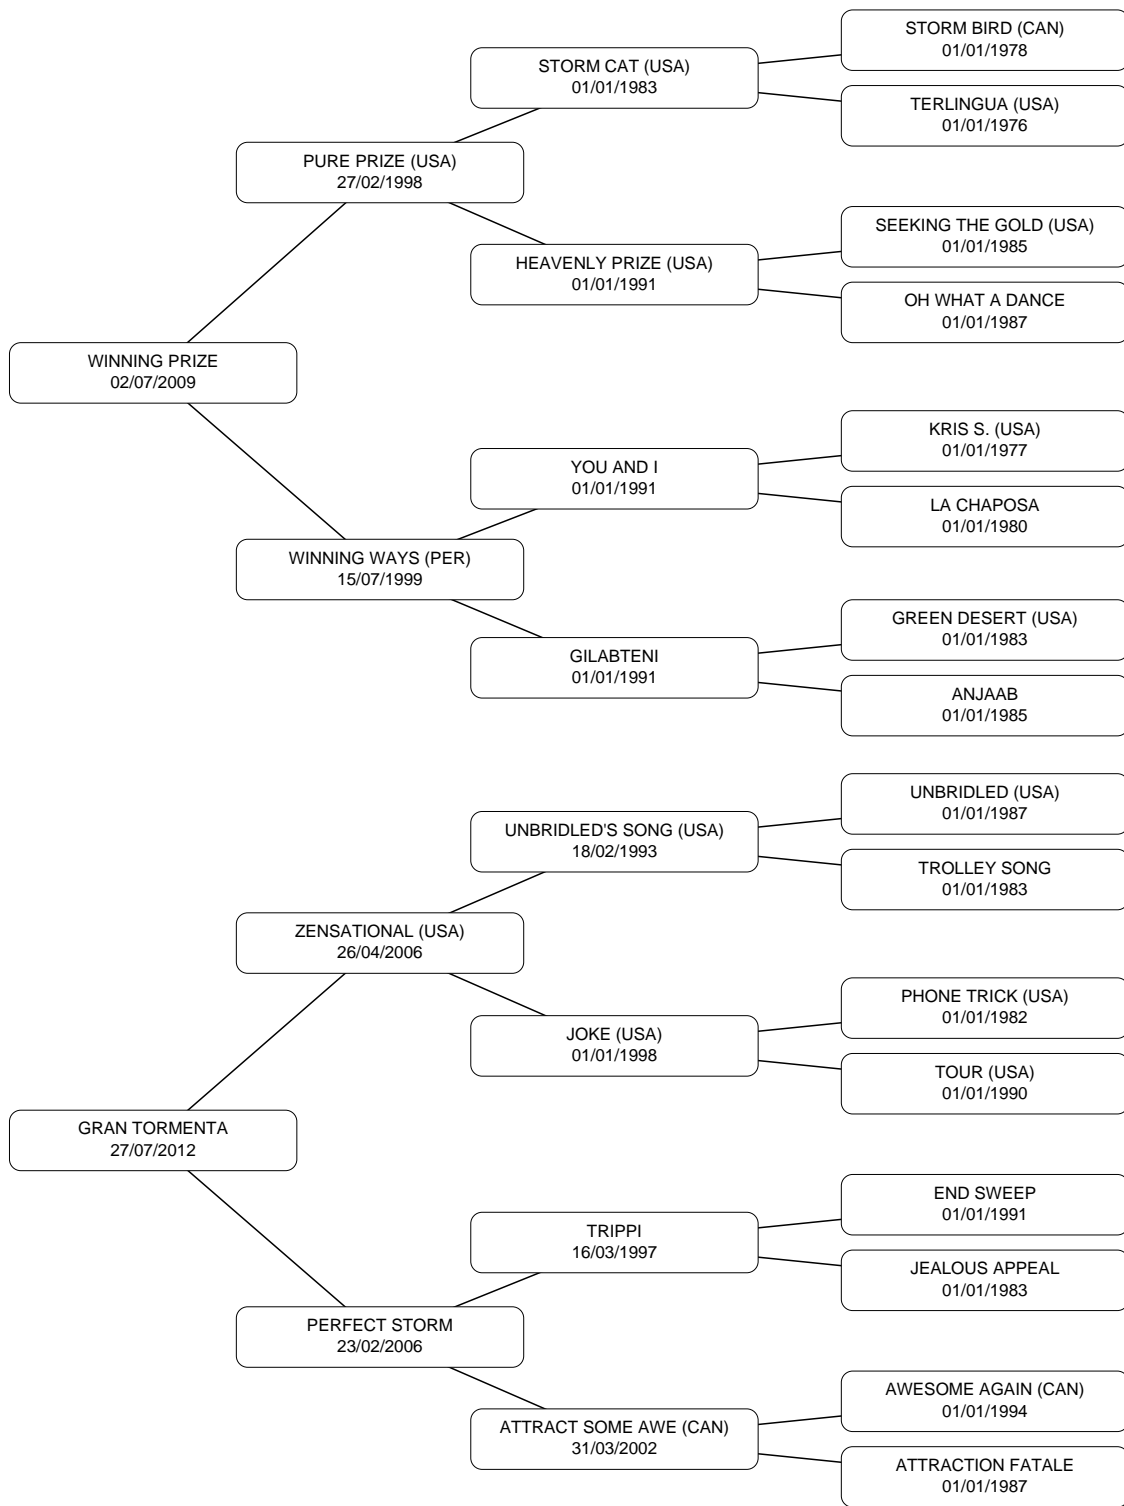 STORM BIRD (CAN)
01/01/1978
STORM CAT (USA)
01/01/1983
TERLINGUA (USA)
01/01/1976
PURE PRIZE (USA)
27/02/1998
SEEKING THE GOLD (USA)
01/01/1985
HEAVENLY PRIZE (USA)
01/01/1991
OH WHAT A DANCE
01/01/1987
WINNING PRIZE
02/07/2009
KRIS S. (USA)
01/01/1977
YOU AND I
01/01/1991
LA CHAPOSA
01/01/1980
WINNING WAYS (PER)
15/07/1999
GREEN DESERT (USA)
01/01/1983
GILABTENI
01/01/1991
ANJAAB
01/01/1985
UNBRIDLED (USA)
01/01/1987
UNBRIDLED'S SONG (USA)
18/02/1993
TROLLEY SONG
01/01/1983
ZENSATIONAL (USA)
26/04/2006
PHONE TRICK (USA)
01/01/1982
JOKE (USA)
01/01/1998
TOUR (USA)
01/01/1990
GRAN TORMENTA
27/07/2012
END SWEEP
01/01/1991
TRIPPI
16/03/1997
JEALOUS APPEAL
01/01/1983
PERFECT STORM
23/02/2006
AWESOME AGAIN (CAN)
01/01/1994
ATTRACT SOME AWE (CAN)
31/03/2002
ATTRACTION FATALE
01/01/1987